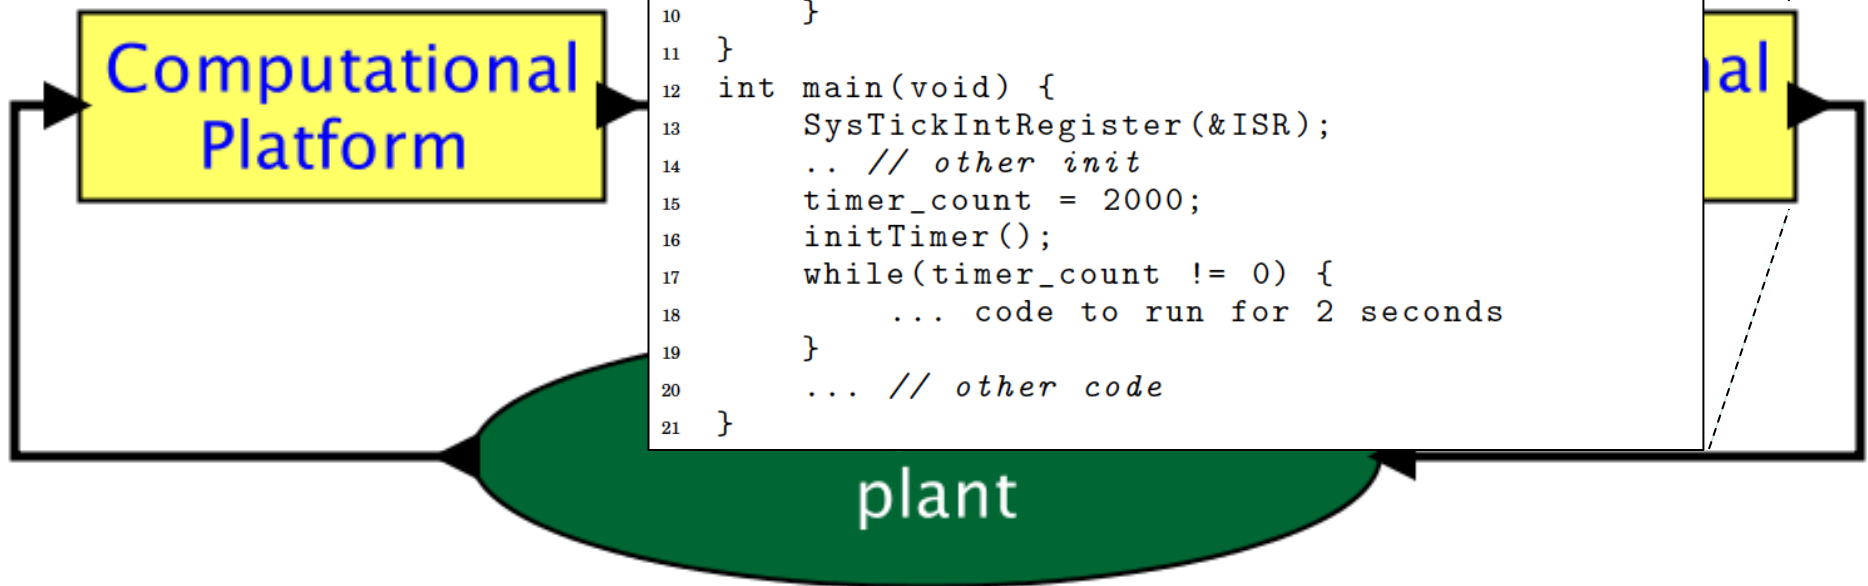 Computational
Platform
10 }
11 }
12 int main(void) {
13 SysTickIntRegister(&ISR);
14 .. // other init
15 timer_count = 2000;
16 initTimer();
17 while(timer_count != 0) {
18 ... code to run for 2 seconds
19 }
20 ... // other code
21 }
nal
plant